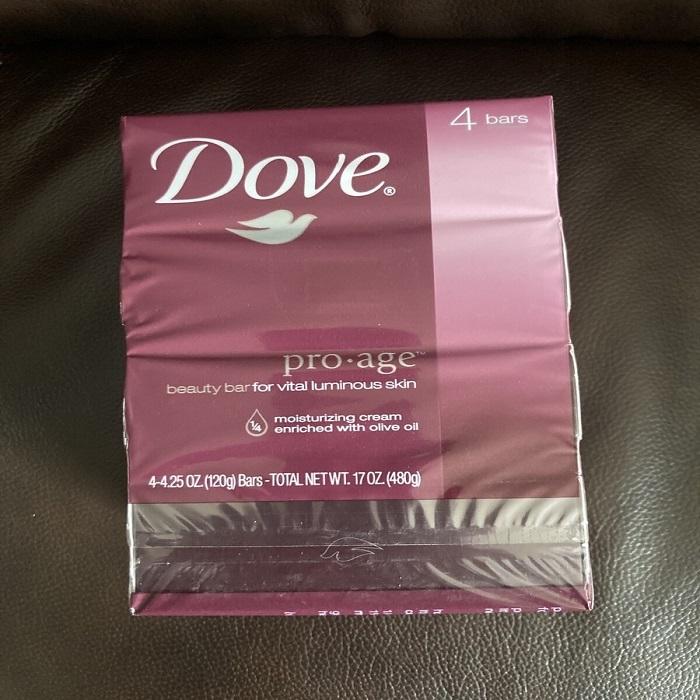 4 bars
Dove®
pro·age™
beauty bar for vital luminous skin
1/4
moisturizing cream
enriched with olive oil
4-4.25 OZ.(120g) Bars -TOTAL NET WT. 17 OZ. (480g)